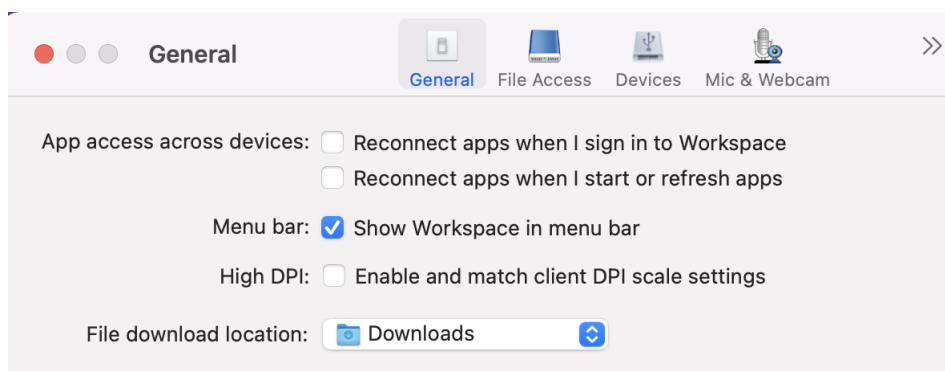 General
General File Access Devices Mic & Webcam
App access across devices: Reconnect apps when I sign in to Workspace
Reconnect apps when I start or refresh apps
Menu bar: Show Workspace in menu bar
High DPI: Enable and match client DPI scale settings
File download location: Downloads